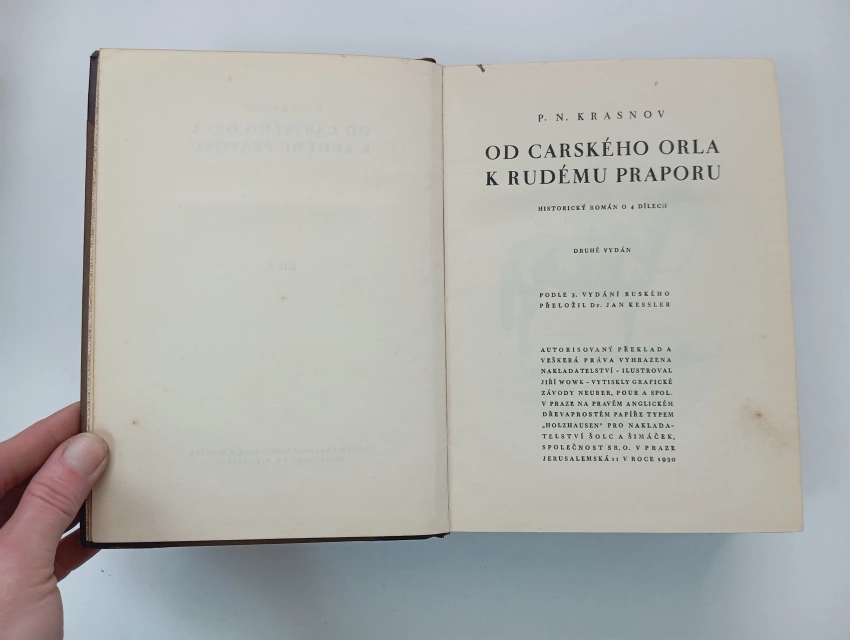 P. N. KRASNOV
OD CARSKÉHO ORLA
K RUDÉMU PRAPORU
HISTORICKÝ ROMÁN O 4 DÍLECH
DRUHÉ VYDÁN
PODLE 3. VYDÁNÍ RUSKÉHO
PŘELOŽIL Dr. JAN KESSLER
AUTORISOVANÝ PŘEKLAD A
VEŠKERÁ PRÁVA VYHRAZENA
NAKLADATELSTVÍ - ILUSTROVAL
JIŘÍ WOWK - VYTISKLY GRAFICKÉ
ZÁVODY NEUBER, POUR A SPOL.
V PRAZE NA PRAVÉM ANGLICKÉM
DŘEVAPROSTÉM PAPÍŘE TYPEM
„HOLZHAUSEN“ PRO NAKLADA-
TELSTVÍ ŠOLC A ŠIMÁČEK,
SPOLEČNOST SR. O. V PRAZE
JERUSALEMSKÁ 11 V ROCE 1930